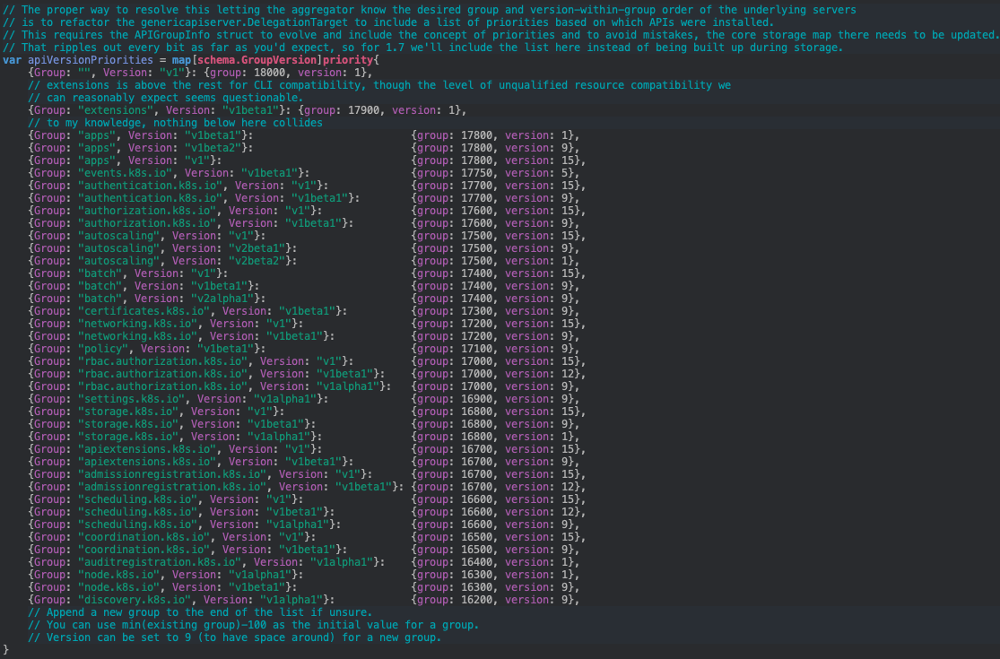 // The proper way to resolve this letting the aggregator know the desired group and version-within-group order of the underlying servers
// is to refactor the genericapiserver.DelegationTarget to include a list of priorities based on which APIs were installed.
// This requires the APIGroupInfo struct to evolve and include the concept of priorities and to avoid mistakes, the core storage map there needs to be updated.
// That ripples out every bit as far as you'd expect, so for 1.7 we'll include the list here instead of being built up during storage.
var apiVersionPriorities = map[schema.GroupVersion]priority{
    {Group: "", Version: "v1"}: {group: 18000, version: 1},
    // extensions is above the rest for CLI compatibility, though the level of unqualified resource compatibility we
    // can reasonably expect seems questionable.
    {Group: "extensions", Version: "v1beta1"}: {group: 17900, version: 1},
    // to my knowledge, nothing below here collides
    {Group: "apps", Version: "v1beta1"}:                         {group: 17800, version: 1},
    {Group: "apps", Version: "v1beta2"}:                         {group: 17800, version: 9},
    {Group: "apps", Version: "v1"}:                              {group: 17800, version: 15},
    {Group: "events.k8s.io", Version: "v1beta1"}:                {group: 17750, version: 5},
    {Group: "authentication.k8s.io", Version: "v1"}:             {group: 17700, version: 15},
    {Group: "authentication.k8s.io", Version: "v1beta1"}:        {group: 17700, version: 9},
    {Group: "authorization.k8s.io", Version: "v1"}:              {group: 17600, version: 15},
    {Group: "authorization.k8s.io", Version: "v1beta1"}:         {group: 17600, version: 9},
    {Group: "autoscaling", Version: "v1"}:                       {group: 17500, version: 15},
    {Group: "autoscaling", Version: "v2beta1"}:                  {group: 17500, version: 9},
    {Group: "autoscaling", Version: "v2beta2"}:                  {group: 17500, version: 1},
    {Group: "batch", Version: "v1"}:                             {group: 17400, version: 15},
    {Group: "batch", Version: "v1beta1"}:                        {group: 17400, version: 9},
    {Group: "batch", Version: "v2alpha1"}:                       {group: 17400, version: 9},
    {Group: "certificates.k8s.io", Version: "v1beta1"}:          {group: 17300, version: 9},
    {Group: "networking.k8s.io", Version: "v1"}:                 {group: 17200, version: 15},
    {Group: "networking.k8s.io", Version: "v1beta1"}:            {group: 17200, version: 9},
    {Group: "policy", Version: "v1beta1"}:                       {group: 17100, version: 9},
    {Group: "rbac.authorization.k8s.io", Version: "v1"}:         {group: 17000, version: 15},
    {Group: "rbac.authorization.k8s.io", Version: "v1beta1"}:    {group: 17000, version: 12},
    {Group: "rbac.authorization.k8s.io", Version: "v1alpha1"}:   {group: 17000, version: 9},
    {Group: "settings.k8s.io", Version: "v1alpha1"}:             {group: 16900, version: 9},
    {Group: "storage.k8s.io", Version: "v1"}:                    {group: 16800, version: 15},
    {Group: "storage.k8s.io", Version: "v1beta1"}:               {group: 16800, version: 9},
    {Group: "storage.k8s.io", Version: "v1alpha1"}:              {group: 16800, version: 1},
    {Group: "apiextensions.k8s.io", Version: "v1"}:              {group: 16700, version: 15},
    {Group: "apiextensions.k8s.io", Version: "v1beta1"}:         {group: 16700, version: 9},
    {Group: "admissionregistration.k8s.io", Version: "v1"}:      {group: 16700, version: 15},
    {Group: "admissionregistration.k8s.io", Version: "v1beta1"}: {group: 16700, version: 12},
    {Group: "scheduling.k8s.io", Version: "v1"}:                 {group: 16600, version: 15},
    {Group: "scheduling.k8s.io", Version: "v1beta1"}:            {group: 16600, version: 12},
    {Group: "scheduling.k8s.io", Version: "v1alpha1"}:           {group: 16600, version: 9},
    {Group: "coordination.k8s.io", Version: "v1"}:               {group: 16500, version: 15},
    {Group: "coordination.k8s.io", Version: "v1beta1"}:          {group: 16500, version: 9},
    {Group: "auditregistration.k8s.io", Version: "v1alpha1"}:    {group: 16400, version: 1},
    {Group: "node.k8s.io", Version: "v1alpha1"}:                 {group: 16300, version: 1},
    {Group: "node.k8s.io", Version: "v1beta1"}:                  {group: 16300, version: 9},
    {Group: "discovery.k8s.io", Version: "v1alpha1"}:            {group: 16200, version: 9},
    // Append a new group to the end of the list if unsure.
    // You can use min(existing group)-100 as the initial value for a group.
    // Version can be set to 9 (to have space around) for a new group.
}